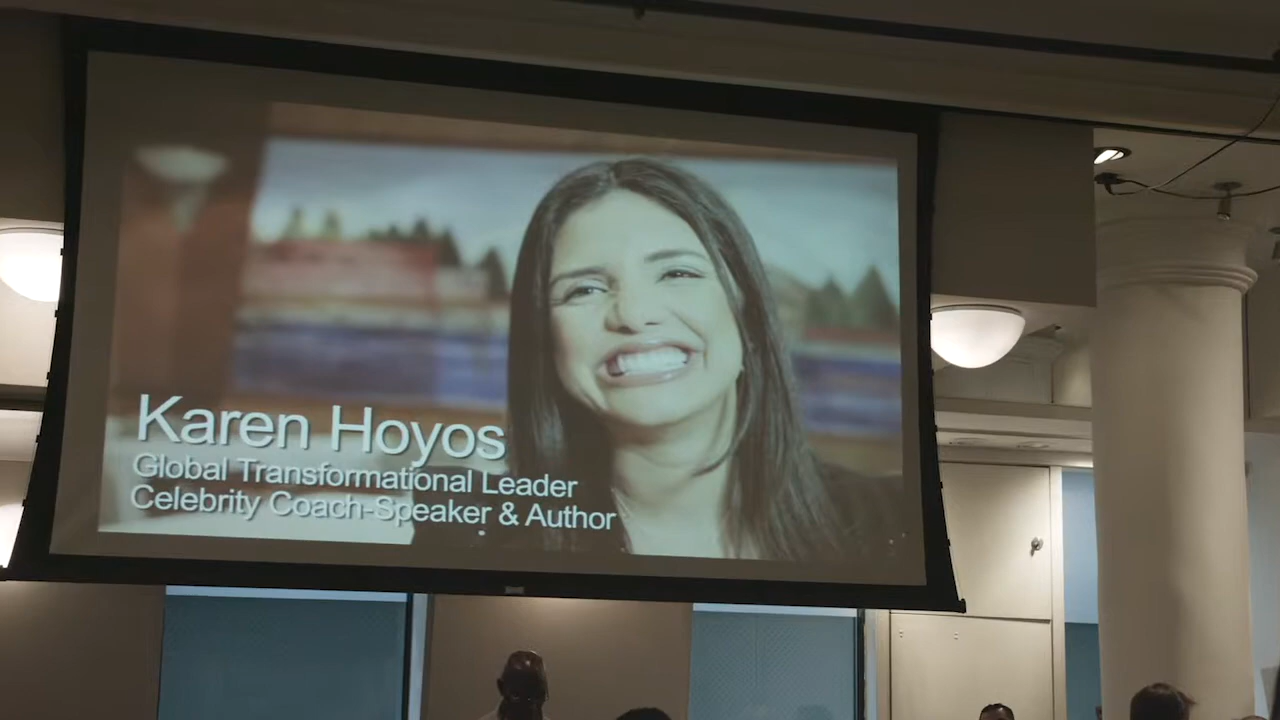 Karen Hoyos
Global Transformational Leader
Celebrity Coach-Speaker & Author